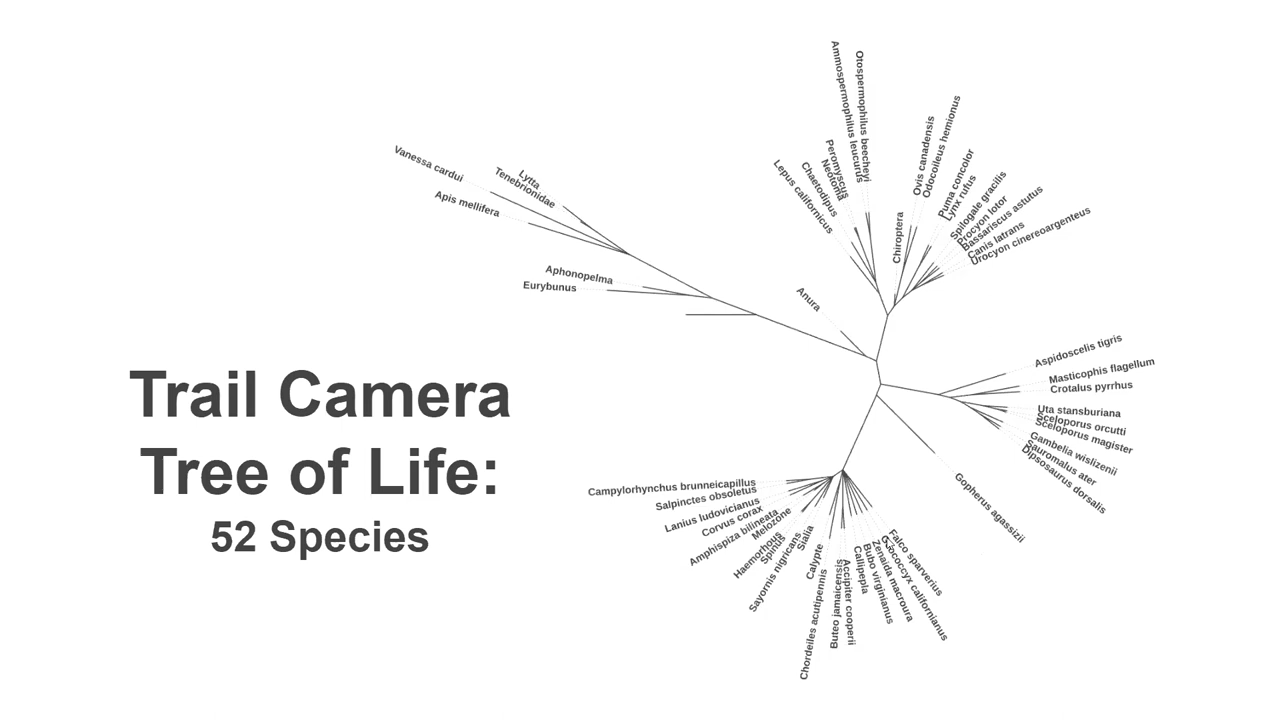 Trail Camera
Tree of Life:
52 Species
Vanessa cardui
Apis mellifera
Lytta
Tenebrionidae
Aphonopelma
Eurybunus
Anura
Lepus californicus
Chaetodipus
Neotoma
Peromyscus
Ammospermophilus leucurus
Otospermophilus beecheyi
Chiroptera
Ovis canadensis
Odocoileus hemionus
Puma concolor
Lynx rufus
Spilogale gracilis
Procyon lotor
Bassariscus astutus
Canis latrans
Urocyon cinereoargenteus
Aspidoscelis tigris
Masticophis flagellum
Crotalus pyrrhus
Uta stansburiana
Sceloporus orcutti
Sceloporus magister
Gambelia wislizenii
Sauromalus ater
Dipsosaurus dorsalis
Gopherus agassizii
Falco sparverius
Geococcyx californianus
Zenaida macroura
Bubo virginianus
Callipepla
Accipiter cooperii
Buteo jamaicensis
Chordeiles acutipennis
Calypte
Sialia
Sayornis nigricans
Spinus
Haemorhous
Melozone
Amphispiza bilineata
Corvus corax
Lanius ludovicianus
Salpinctes obsoletus
Campylorhynchus brunneicapillus